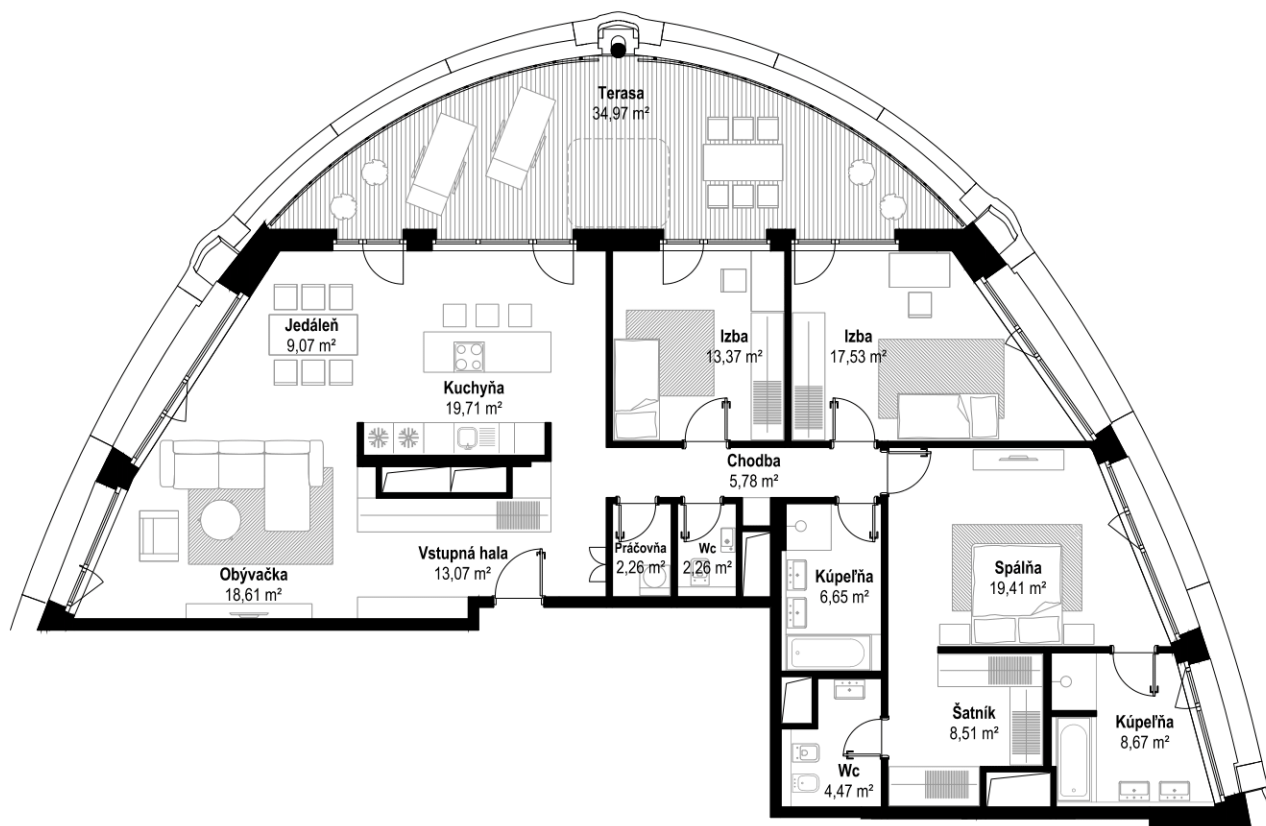 Terasa
34,97 m²
Jedáleň
9,07 m²
Kuchyňa
19,71 m²
Izba
13,37 m²
Izba
17,53 m²
Chodba
5,78 m²
Obývačka
18,61 m²
Vstupná hala
13,07 m²
Práčovňa
2,26 m²
Wc
2,26 m²
Kúpeľňa
6,65 m²
Spálňa
19,41 m²
Šatník
8,51 m²
Kúpeľňa
8,67 m²
Wc
4,47 m²